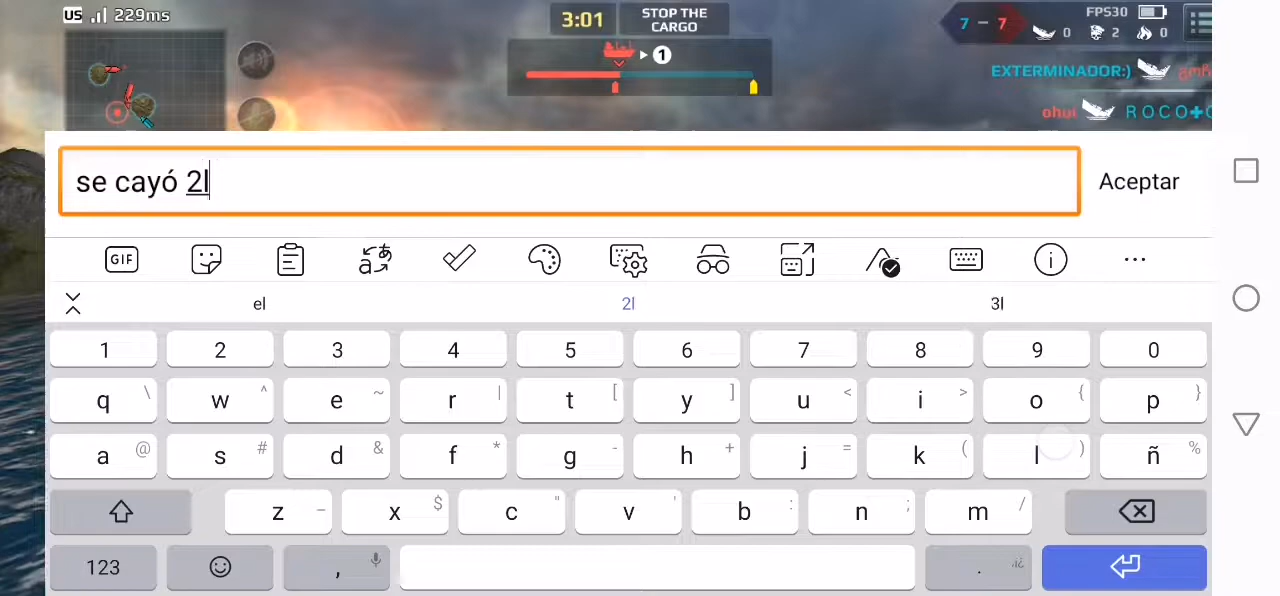 US 229ms
3:01
STOP THE
CARGO
1
7 - 7
FPS30
0 2 0
EXTERMINADOR:)
ohui ROCO+
se cayó 2l
Aceptar
GIF
el 2l 3l
1 2 3 4 5 6 7 8 9 0
q \ w ^ e ~ r | t [ y ] u < i > o { p }
a @ s # d & f * g - h + j = k ( l ) ñ %
z _ x $ c " v ' b : n ; m /
123 , .